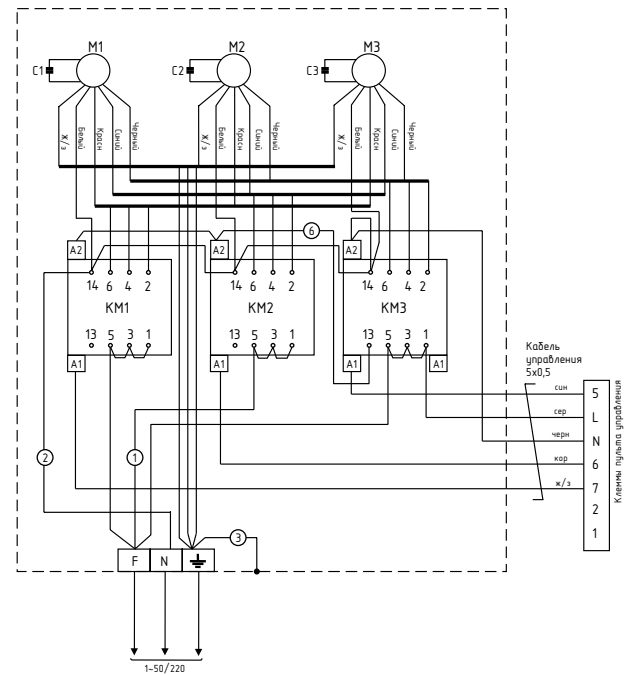 M1 M2 M3
C1 C2 C3
Ж/з Белый Красн Синий Черный
Ж/з Белый Красн Синий Черный
Ж/з Белый Красн Синий Черный
6
A2 A2 A2
14 6 4 2
14 6 4 2
14 6 4 2
KM1 KM2 KM3
13 5 3 1
13 5 3 1
13 5 3 1
A1 A1 A1 A1
Кабель
управления
5x0,5
син 5
сер L
черн N
кор 6
ж/з 7
2
1
Клеммы пульта управления
2 1 3
F N
1~50/220